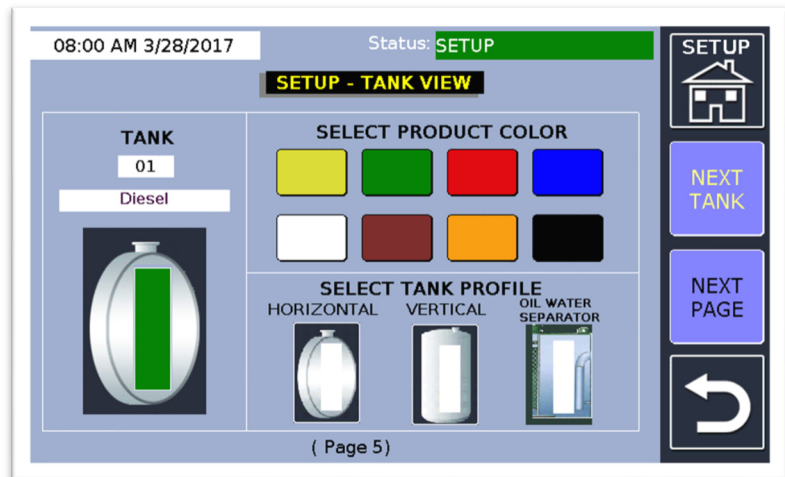 08:00 AM 3/28/2017
Status: SETUP
SETUP - TANK VIEW
TANK
01
Diesel
SELECT PRODUCT COLOR
SELECT TANK PROFILE
HORIZONTAL
VERTICAL
OIL WATER
SEPARATOR
( Page 5)
SETUP
NEXT
TANK
NEXT
PAGE